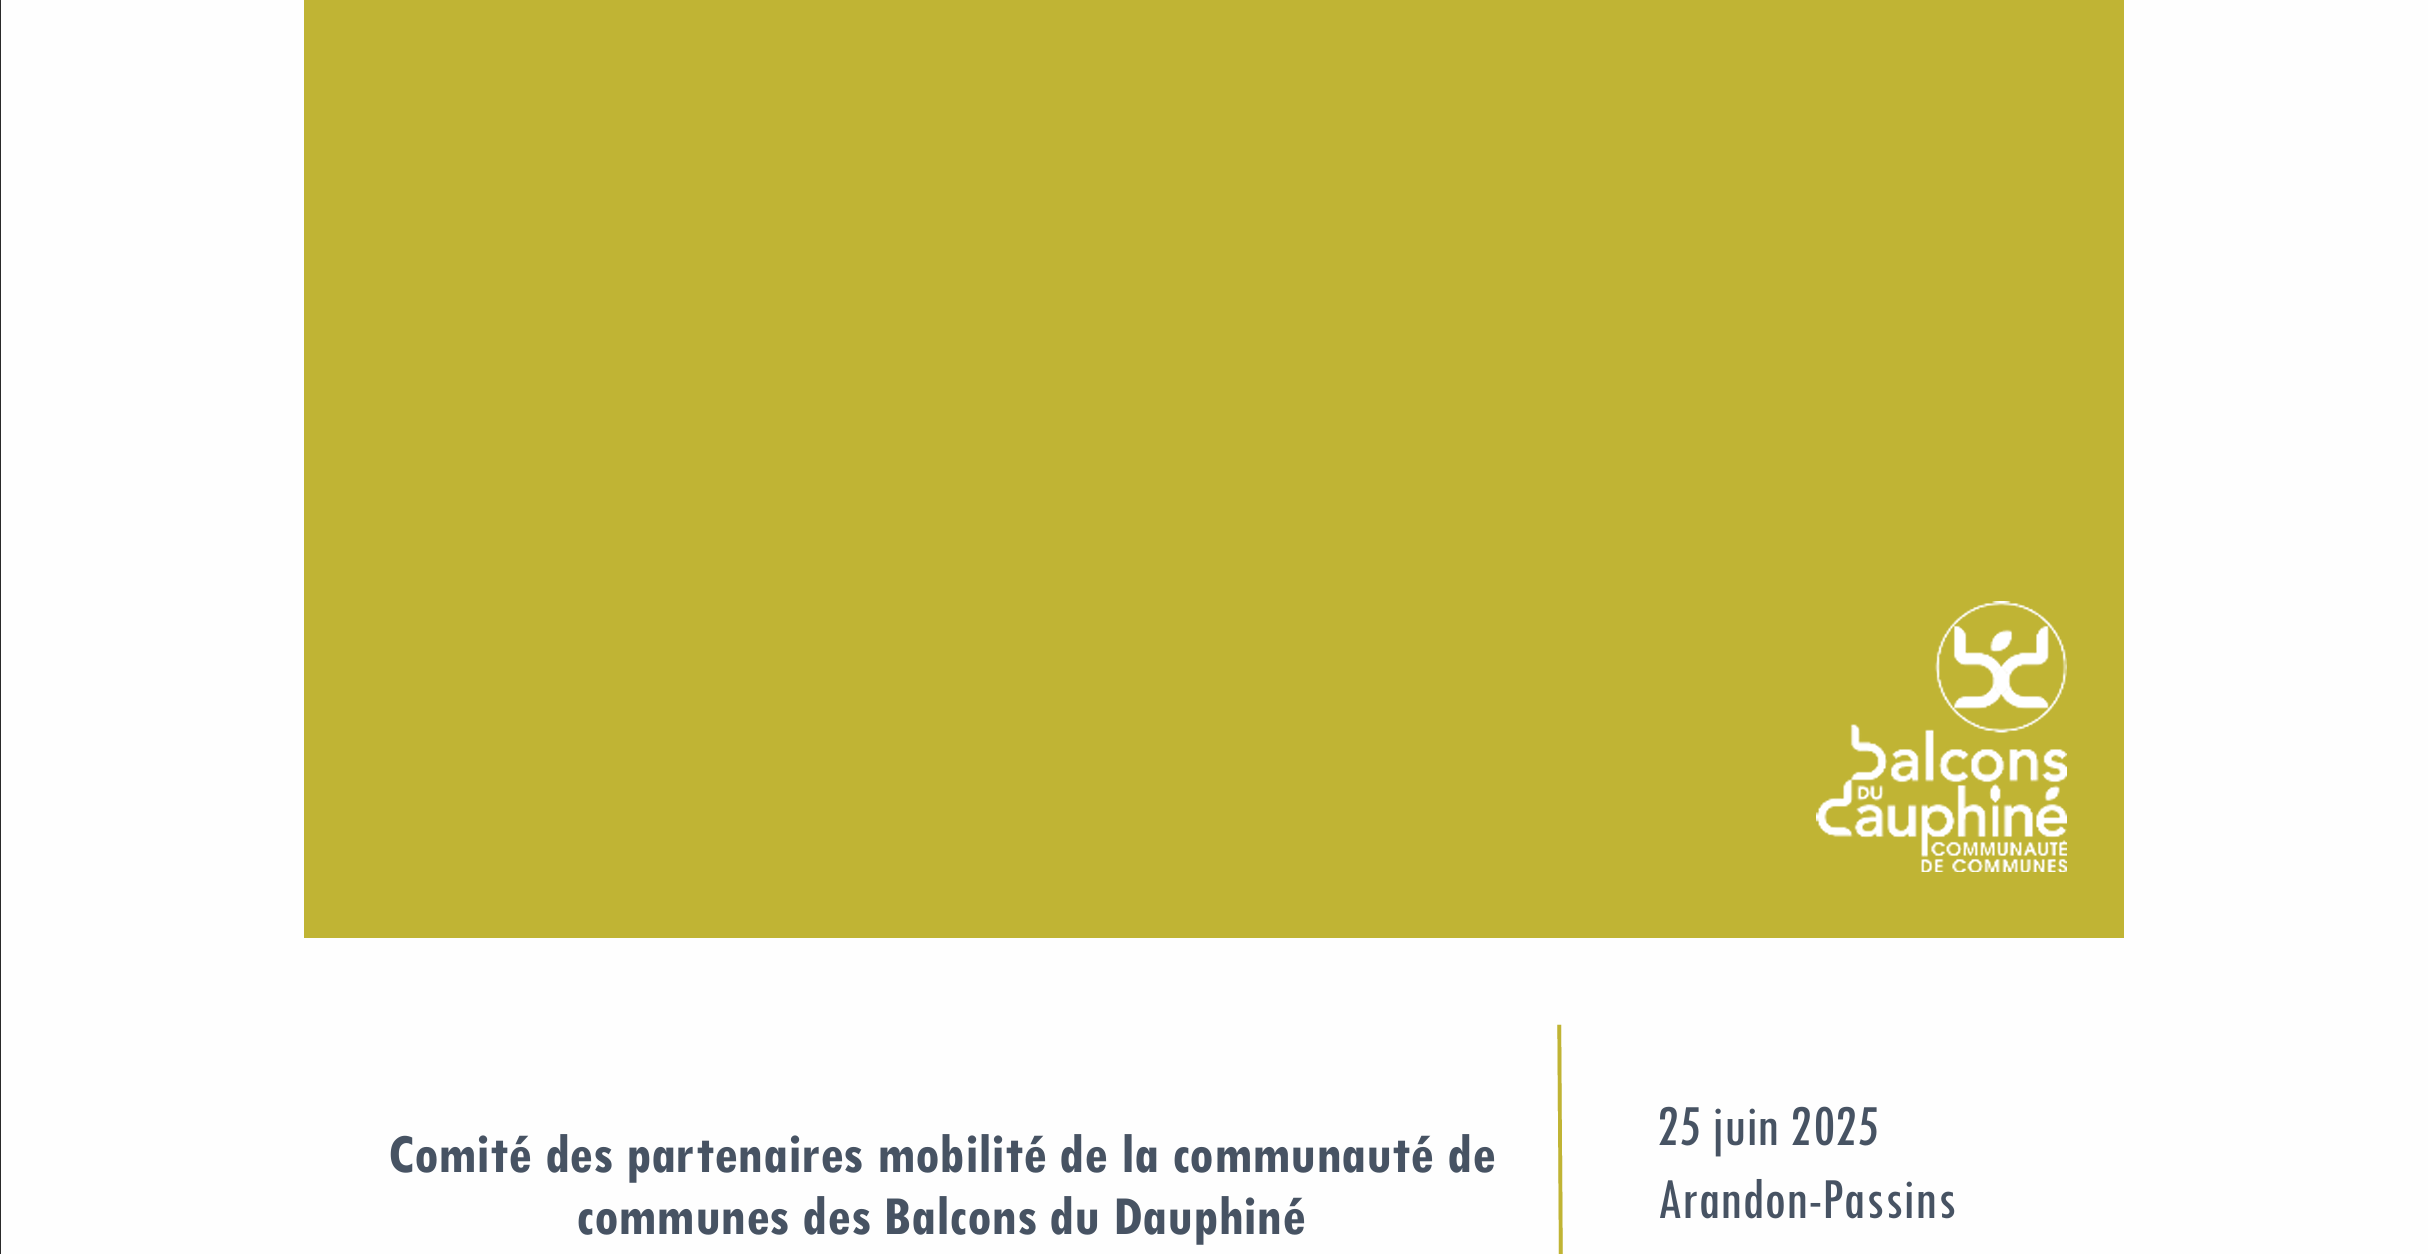 balcons
DU
dauphiné
COMMUNAUTÉ
DE COMMUNES
Comité des partenaires mobilité de la communauté de
communes des Balcons du Dauphiné
25 juin 2025
Arandon-Passins